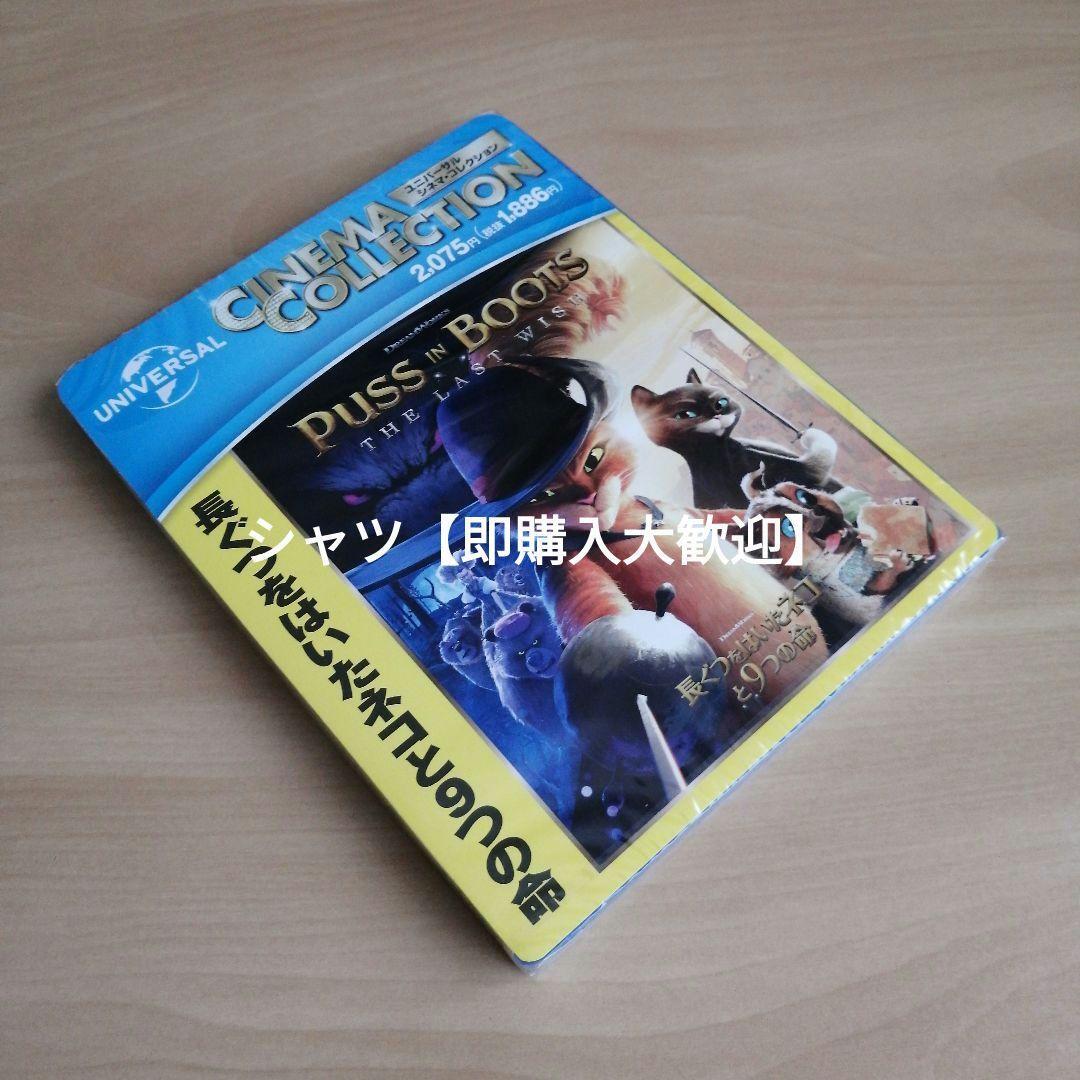 ユニバーサル
シネマ・コレクション
CINEMA
COLLECTION
2,075円(税抜1,886円)
UNIVERSAL
DREAMWORKS
PUSS IN BOOTS
THE LAST WISH
シャツ【即購入大歓迎】
DREAMWORKS
長ぐつをはいたネコ
と9つの命
長ぐつをはいたネコと9つの命